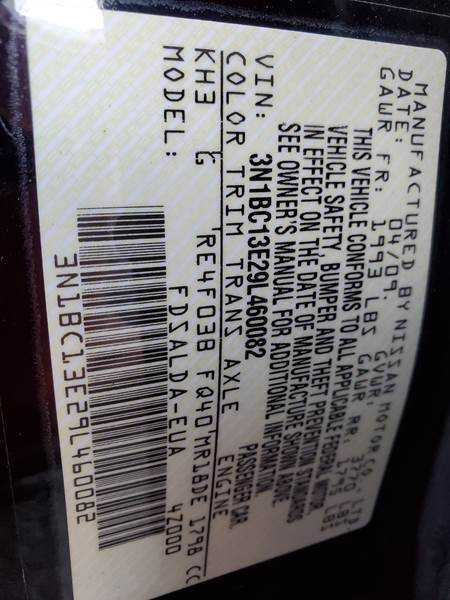 MANUFACTURED BY NISSAN MOTOR CO., LTD.
DATE: 04/09. GVWR: 3770 LBS
GAWR FR: 1993 LBS GAWR RR: 1793 LBS
THIS VEHICLE CONFORMS TO ALL APPLICABLE FEDERAL MOTOR
VEHICLE SAFETY, BUMPER AND THEFT PREVENTION STANDARDS
IN EFFECT ON THE DATE OF MANUFACTURE SHOWN ABOVE.
SEE OWNER'S MANUAL FOR ADDITIONAL INFORMATION.
VIN: 3N1BC13E29L460082 PASSENGER CAR
COLOR TRIM TRANS AXLE ENGINE
KH3 G RE4F03B FQ40 MR18DE 1798 CC
MODEL: FDSALDA-EUA 4Z000
3N1BC13E29L460082